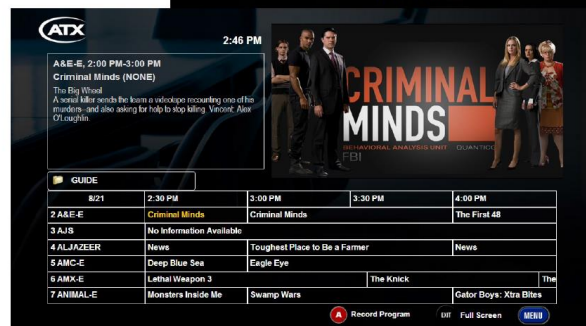 ATX
2:46 PM
A&E-E, 2:00 PM-3:00 PM
Criminal Minds (NONE)
The Big Wheel
A serial killer sends the team a videotape recounting one of his
murders--and also asking for help to stop killing. Vincent: Alex
O'Loughlin.
CRIMINAL
MINDS
BEHAVIORAL ANALYSIS UNIT QUANTICO
FBI
GUIDE
8/21 2:30 PM 3:00 PM 3:30 PM 4:00 PM
2 A&E-E Criminal Minds Criminal Minds The First 48
3 AJS No Information Available
4 ALJAZEER News Toughest Place to Be a Farmer News
5 AMC-E Deep Blue Sea Eagle Eye
6 AMX-E Lethal Weapon 3 The Knick The
7 ANIMAL-E Monsters Inside Me Swamp Wars Gator Boys: Xtra Bites
A Record Program EXIT Full Screen MENU